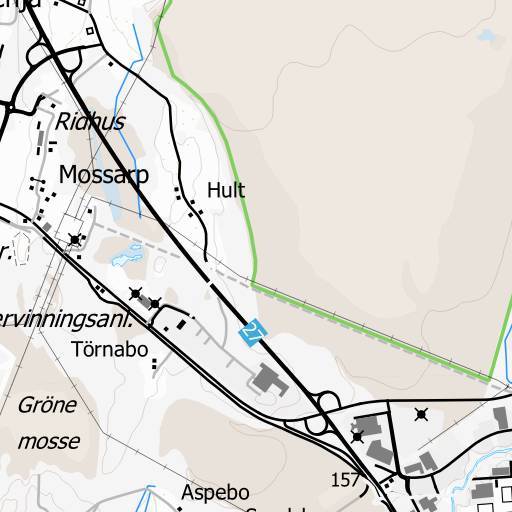 Ridhus
Mossarp
Hult
27
Törnabo
Gröne
mosse
157
Aspebo